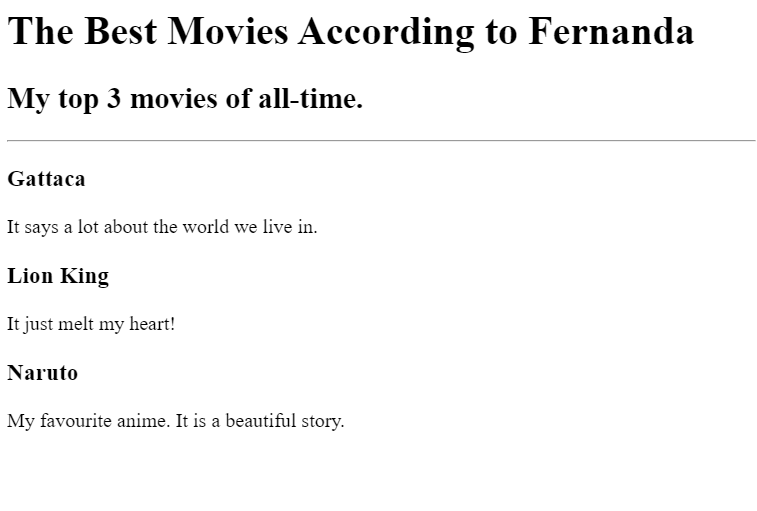 The Best Movies According to Fernanda
My top 3 movies of all-time.
Gattaca
It says a lot about the world we live in.
Lion King
It just melt my heart!
Naruto
My favourite anime. It is a beautiful story.